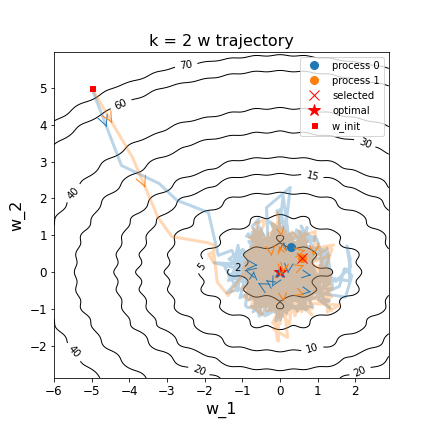 k = 2 w trajectory
process 0
process 1
selected
optimal
w_init
70
60
40
30
15
5
2
10
40
20
20
5
4
3
2
1
0
−1
−2
w_2
−6 −5 −4 −3 −2 −1 0 1 2
w_1